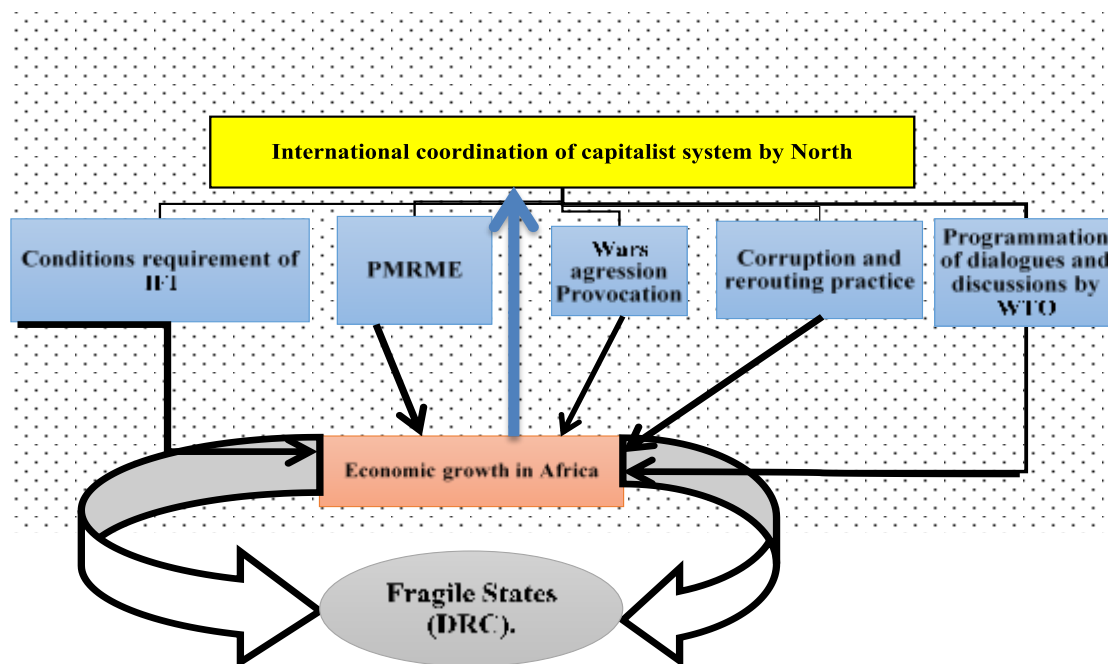 International coordination of capitalist system by North
Conditions requirement of
IFI
PMRME
Wars
agression
Provocation
Corruption and
rerouting practice
Programmation
of dialogues and
discussions by
WTO
Economic growth in Africa
Fragile States
(DRC).